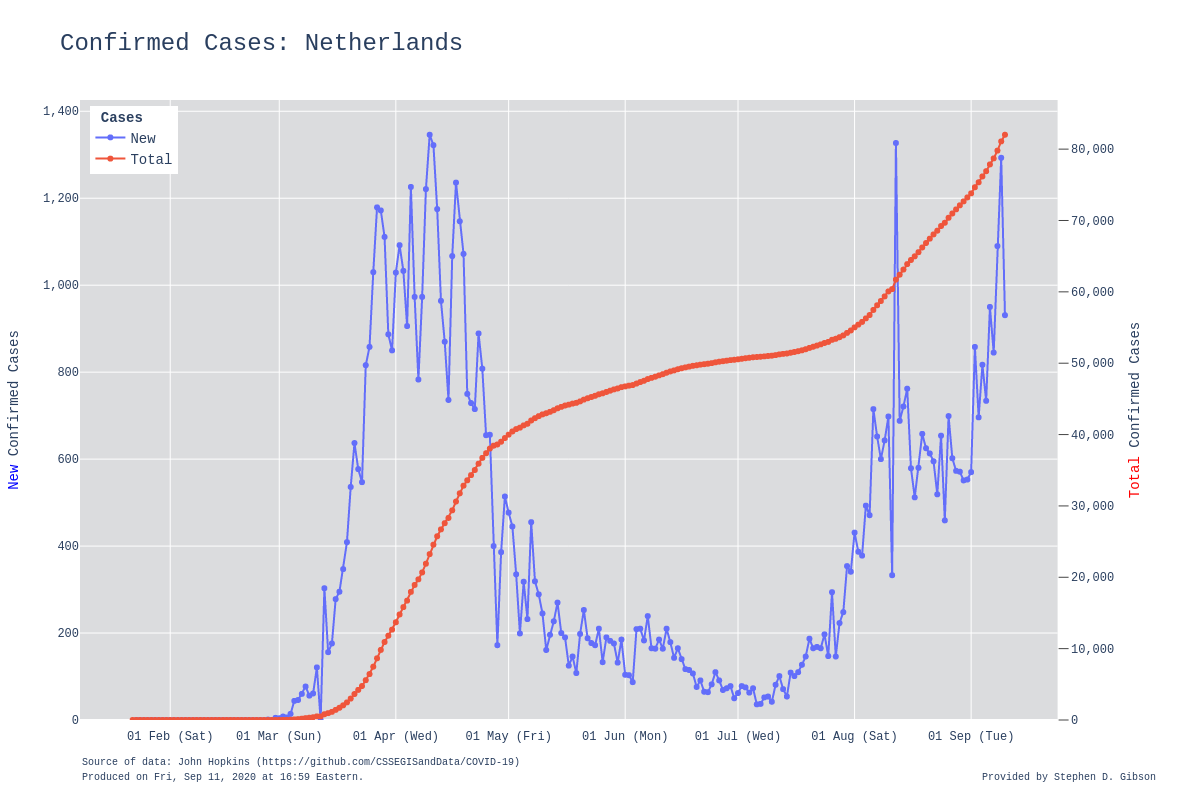 Confirmed Cases: Netherlands
Cases
New
Total
1,400
1,200
1,000
800
600
400
200
0
New Confirmed Cases
80,000
70,000
60,000
50,000
40,000
30,000
20,000
10,000
0
Total Confirmed Cases
01 Feb (Sat)
01 Mar (Sun)
01 Apr (Wed)
01 May (Fri)
01 Jun (Mon)
01 Jul (Wed)
01 Aug (Sat)
01 Sep (Tue)
Source of data: John Hopkins (https://github.com/CSSEGISandData/COVID-19)
Produced on Fri, Sep 11, 2020 at 16:59 Eastern.
Provided by Stephen D. Gibson